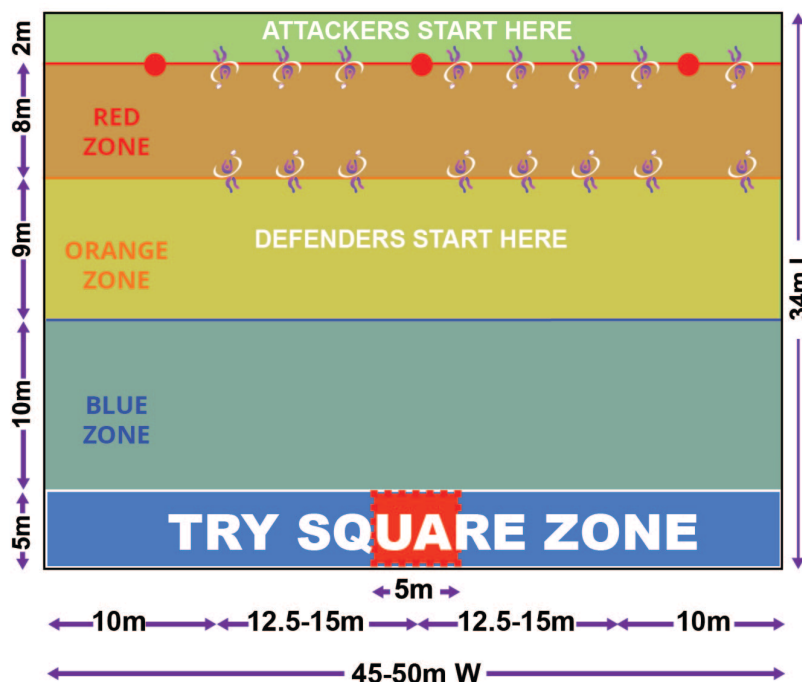 2m
ATTACKERS START HERE
8m
RED
ZONE
9m
DEFENDERS START HERE
ORANGE
ZONE
34m L
10m
BLUE
ZONE
5m
TRY SQUARE ZONE
5m
10m
12.5-15m
12.5-15m
10m
45-50m W